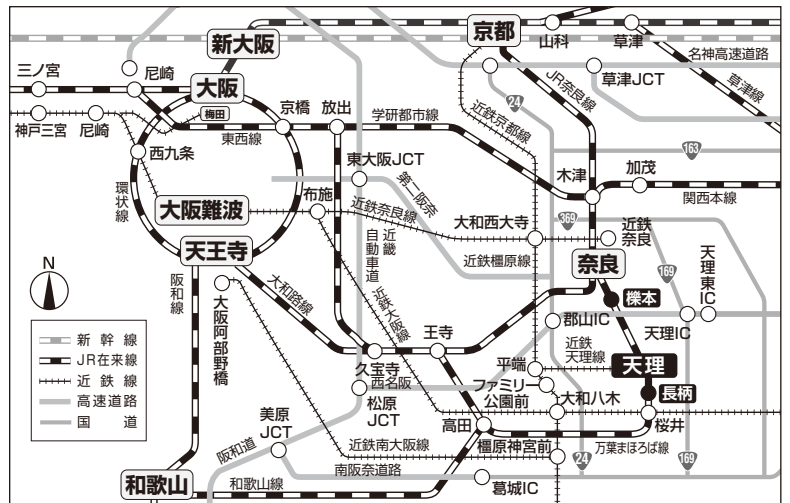 京都
新大阪
山科
草津
名神高速道路
三ノ宮
尼崎
大阪
草津JCT
草津線
JR奈良線
24
近鉄京都線
梅田
京橋
放出
学研都市線
神戸三宮
尼崎
東西線
163
西九条
東大阪JCT
木津
加茂
関西本線
環状線
布施
第二阪奈
大阪難波
近鉄奈良線
大和西大寺
369
近鉄
奈良
天王寺
近畿
自動車道
近鉄橿原線
奈良
天理東IC
169
N
阪和線
大和路線
近鉄大阪線
櫟本
大阪阿部野橋
王寺
郡山IC
天理IC
新幹線
JR在来線
近鉄線
高速道路
国道
近鉄
天理線
久宝寺
西名阪
平端
天理
ファミリー
公園前
長柄
松原
JCT
大和八木
美原
JCT
高田
桜井
阪和道
近鉄南大阪線
橿原神宮前
万葉まほろば線
和歌山
和歌山線
南阪奈道路
葛城IC
24
169